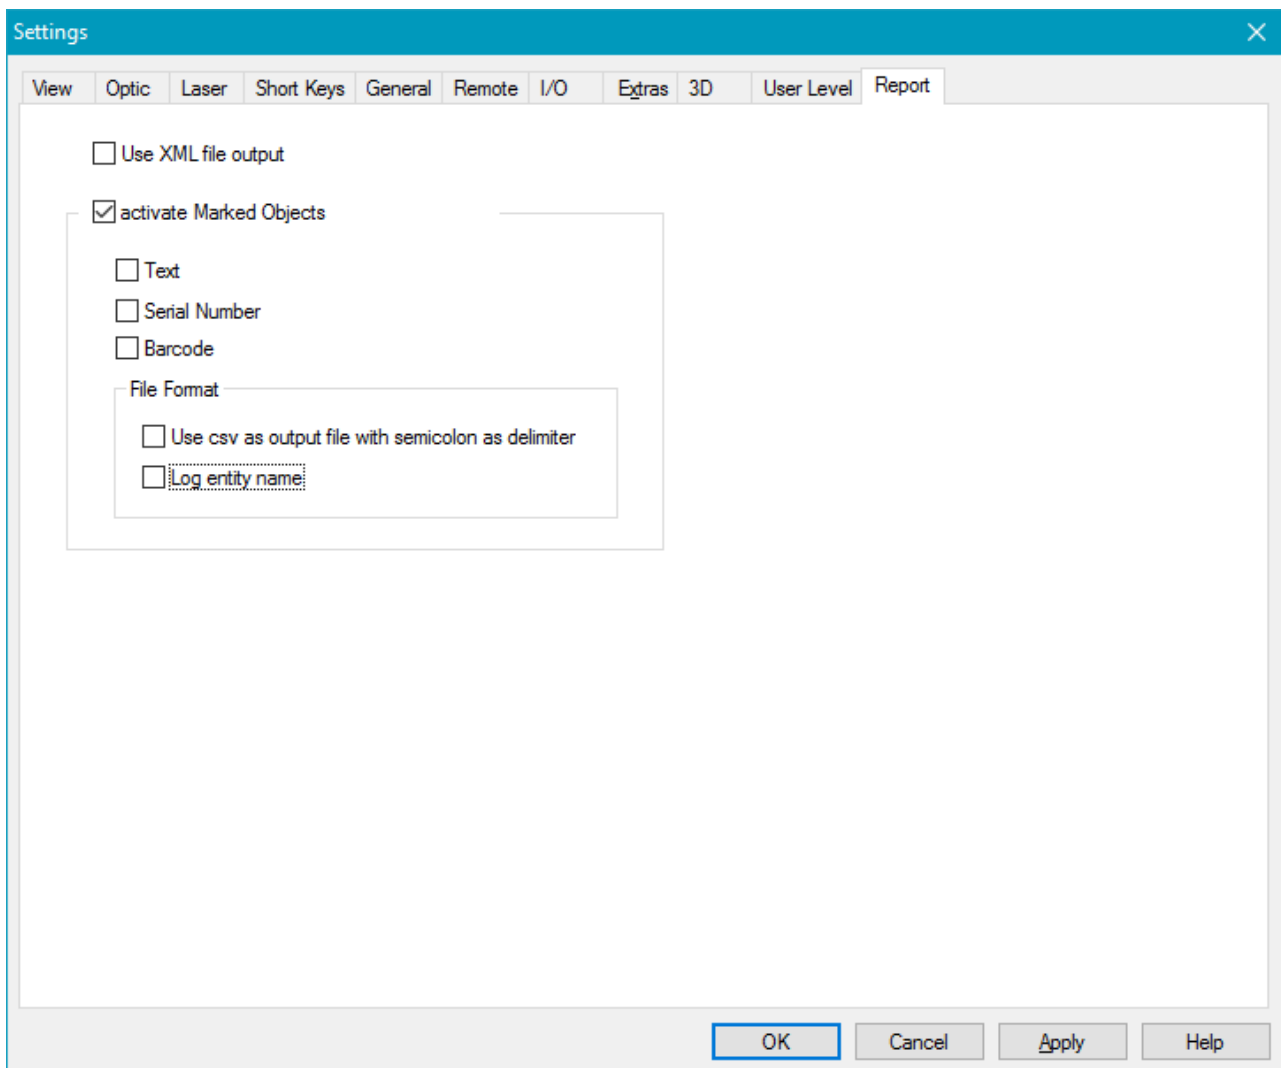 Settings
View Optic Laser Short Keys General Remote I/O Extras 3D User Level Report
Use XML file output
activate Marked Objects
Text
Serial Number
Barcode
File Format
Use csv as output file with semicolon as delimiter
Log entity name
OK Cancel Apply Help